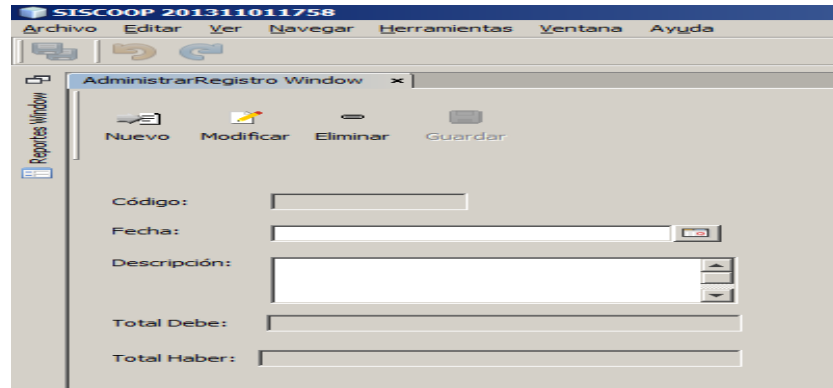 SISCOOP 201311011758
Archivo Editar Ver Navegar Herramientas Ventana Ayuda
AdministrarRegistro Window
Reportes Window
Nuevo Modificar Eliminar Guardar
Código:
Fecha:
Descripción:
Total Debe:
Total Haber: